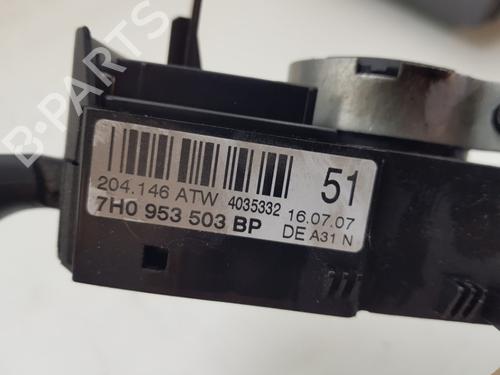 51
204.146 ATW 4035332 16.07.07
7H0 953 503 BP DE A31 N
B-PARTS